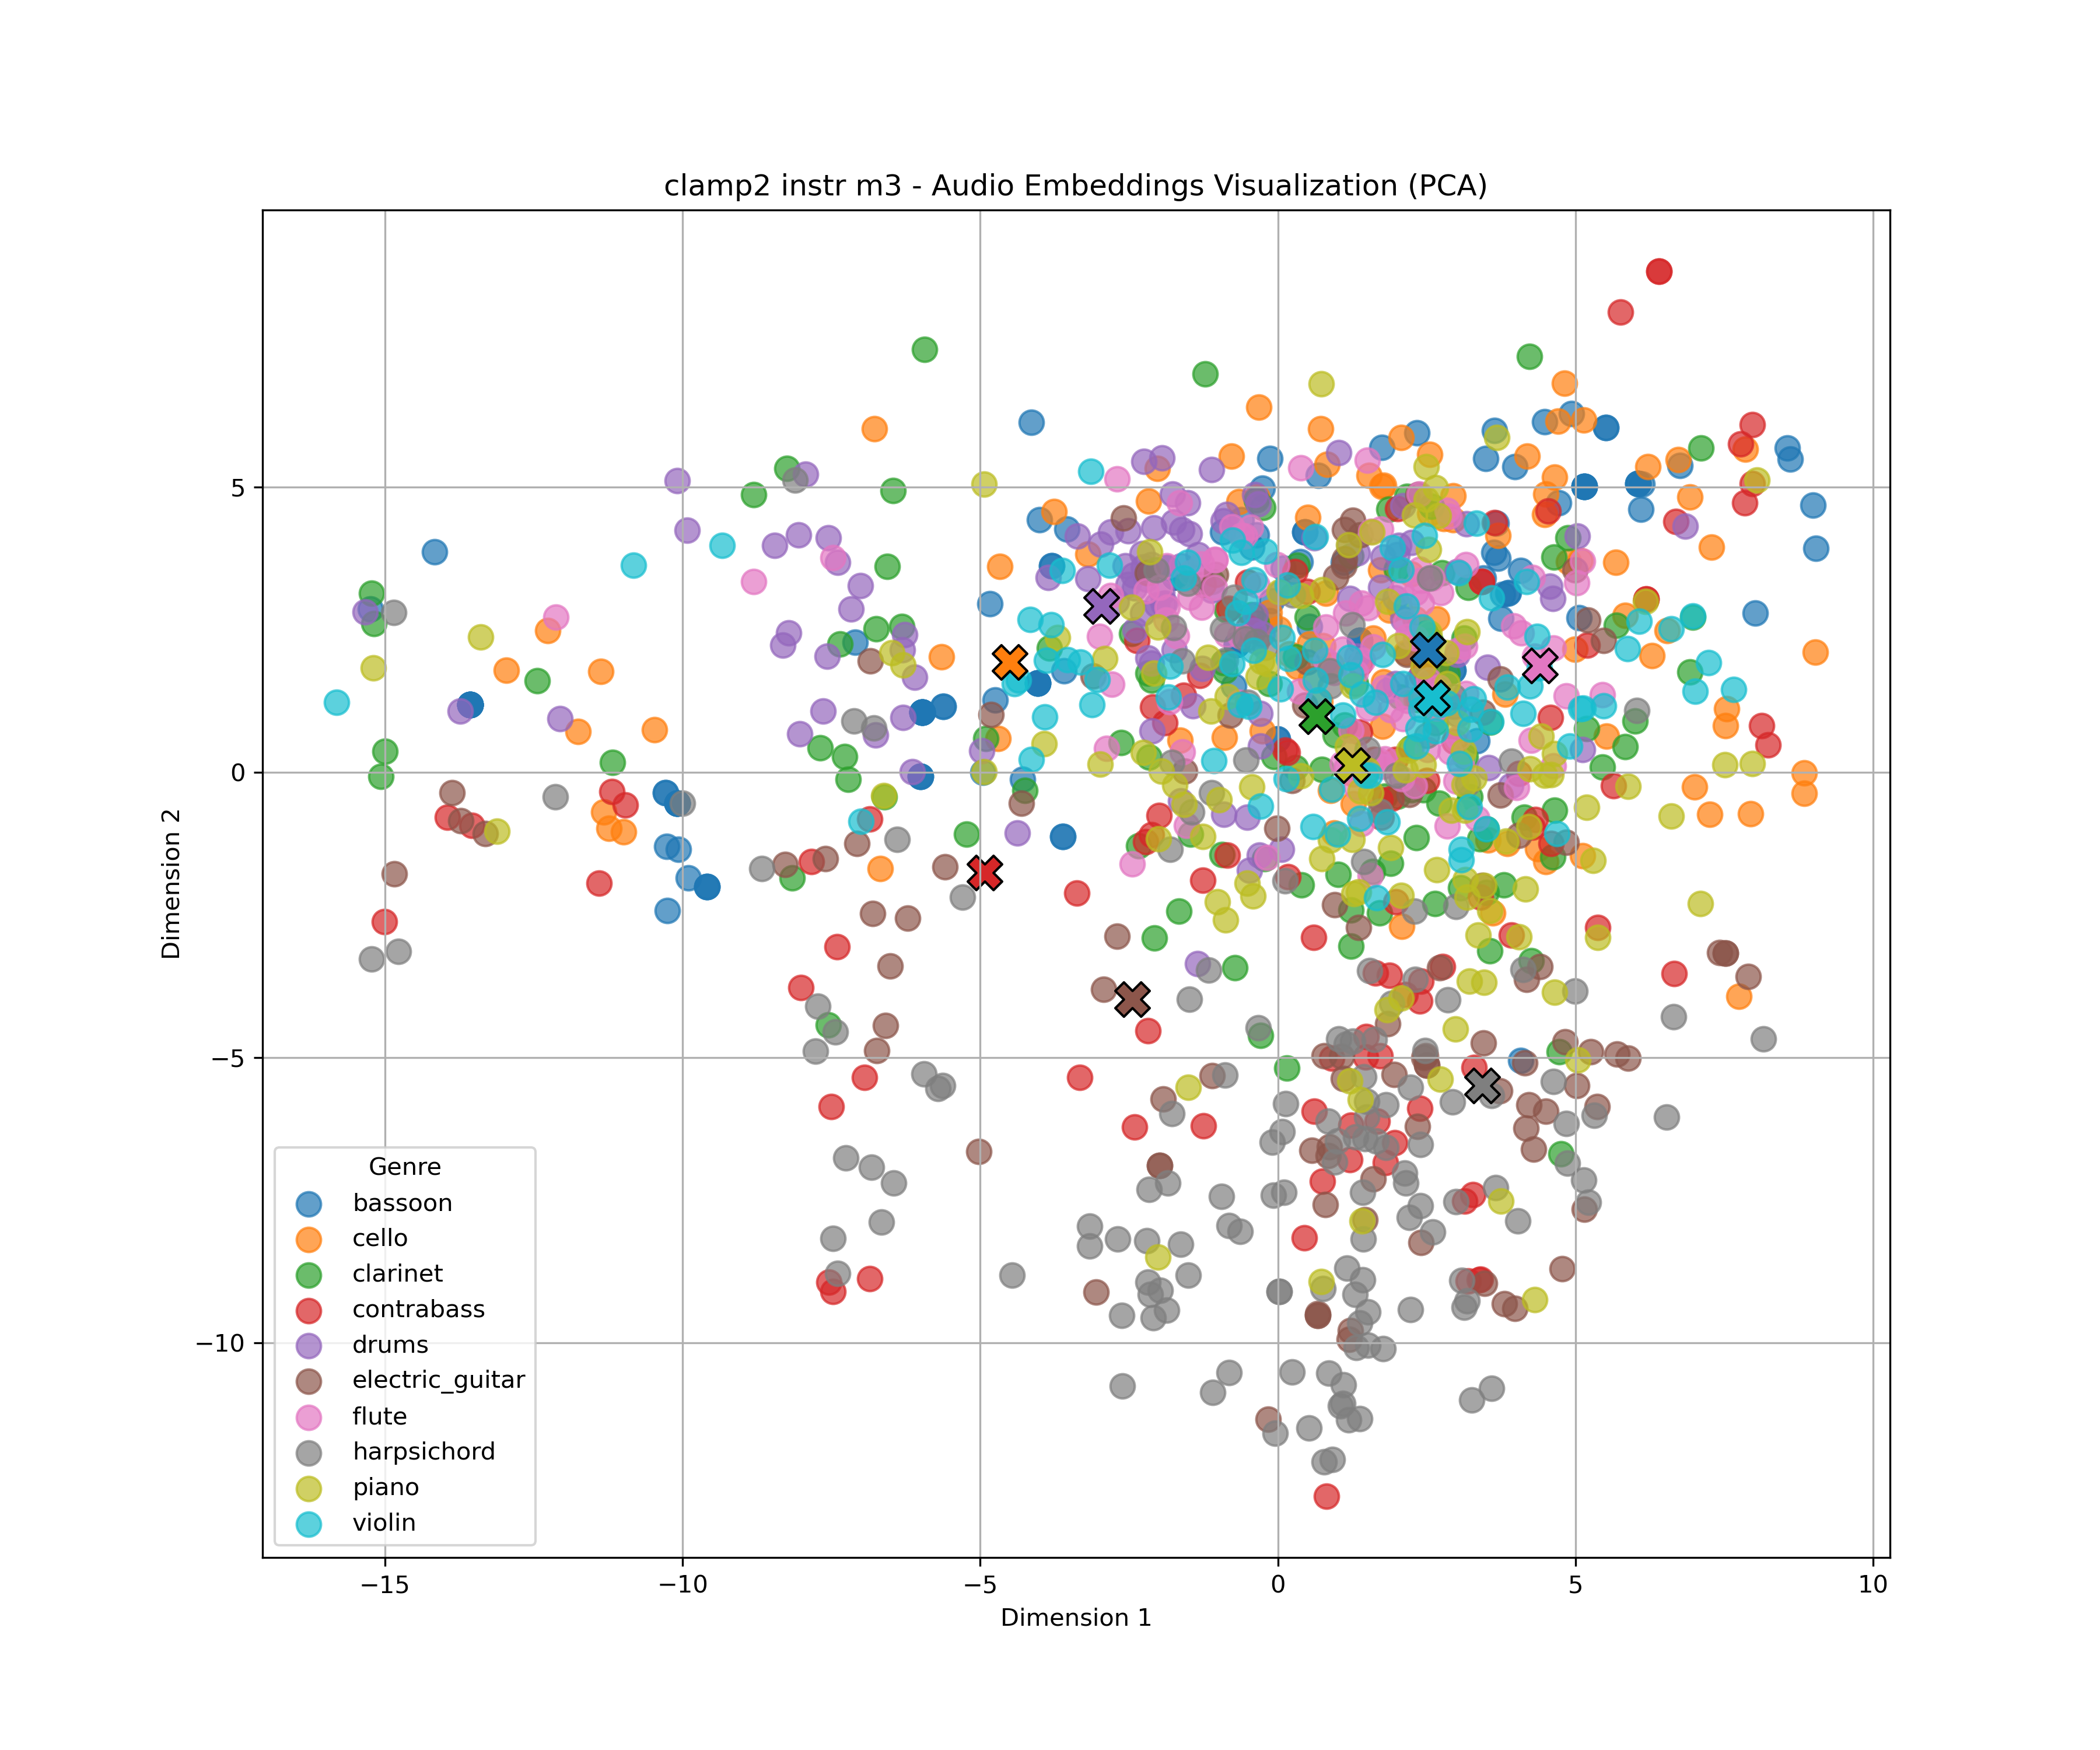 clamp2 instr m3 - Audio Embeddings Visualization (PCA)
5
0
−5
−10
Dimension 2
Genre
bassoon
cello
clarinet
contrabass
drums
electric_guitar
flute
harpsichord
piano
violin
−15
−10
−5
0
5
10
Dimension 1